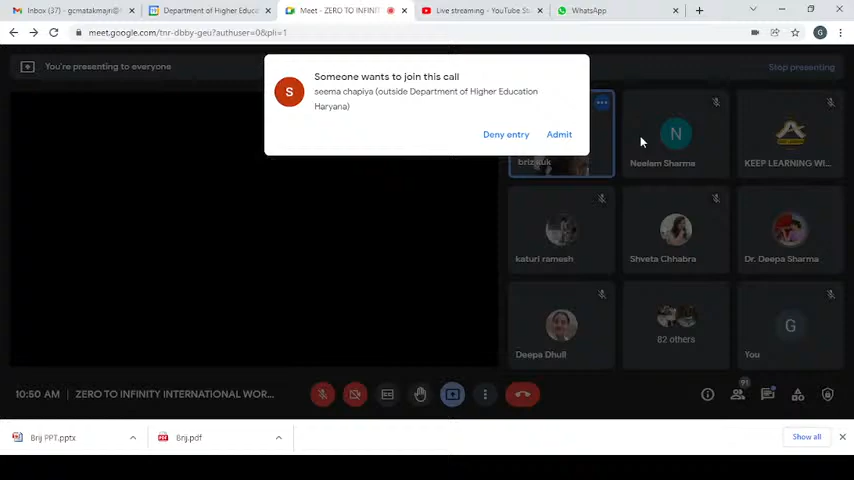 Inbox (37) - gcmatakmajri@
Department of Higher Educa
Meet - ZERO TO INFINIT
Live streaming - YouTube St
WhatsApp
meet.google.com/tnr-dbby-geu?authuser=0&pli=1
G
You're presenting to everyone
Stop presenting
Someone wants to join this call
S
seema chapiya (outside Department of Higher Education
Haryana)
Deny entry
Admit
briz kuk
N
Neelam Sharma
KEEP LEARNING WI...
katuri ramesh
Shveta Chhabra
Dr. Deepa Sharma
Deepa Dhull
82 others
G
You
10:50 AM | ZERO TO INFINITY INTERNATIONAL WOR...
91
Brij PPT.pptx
Brij.pdf
Show all